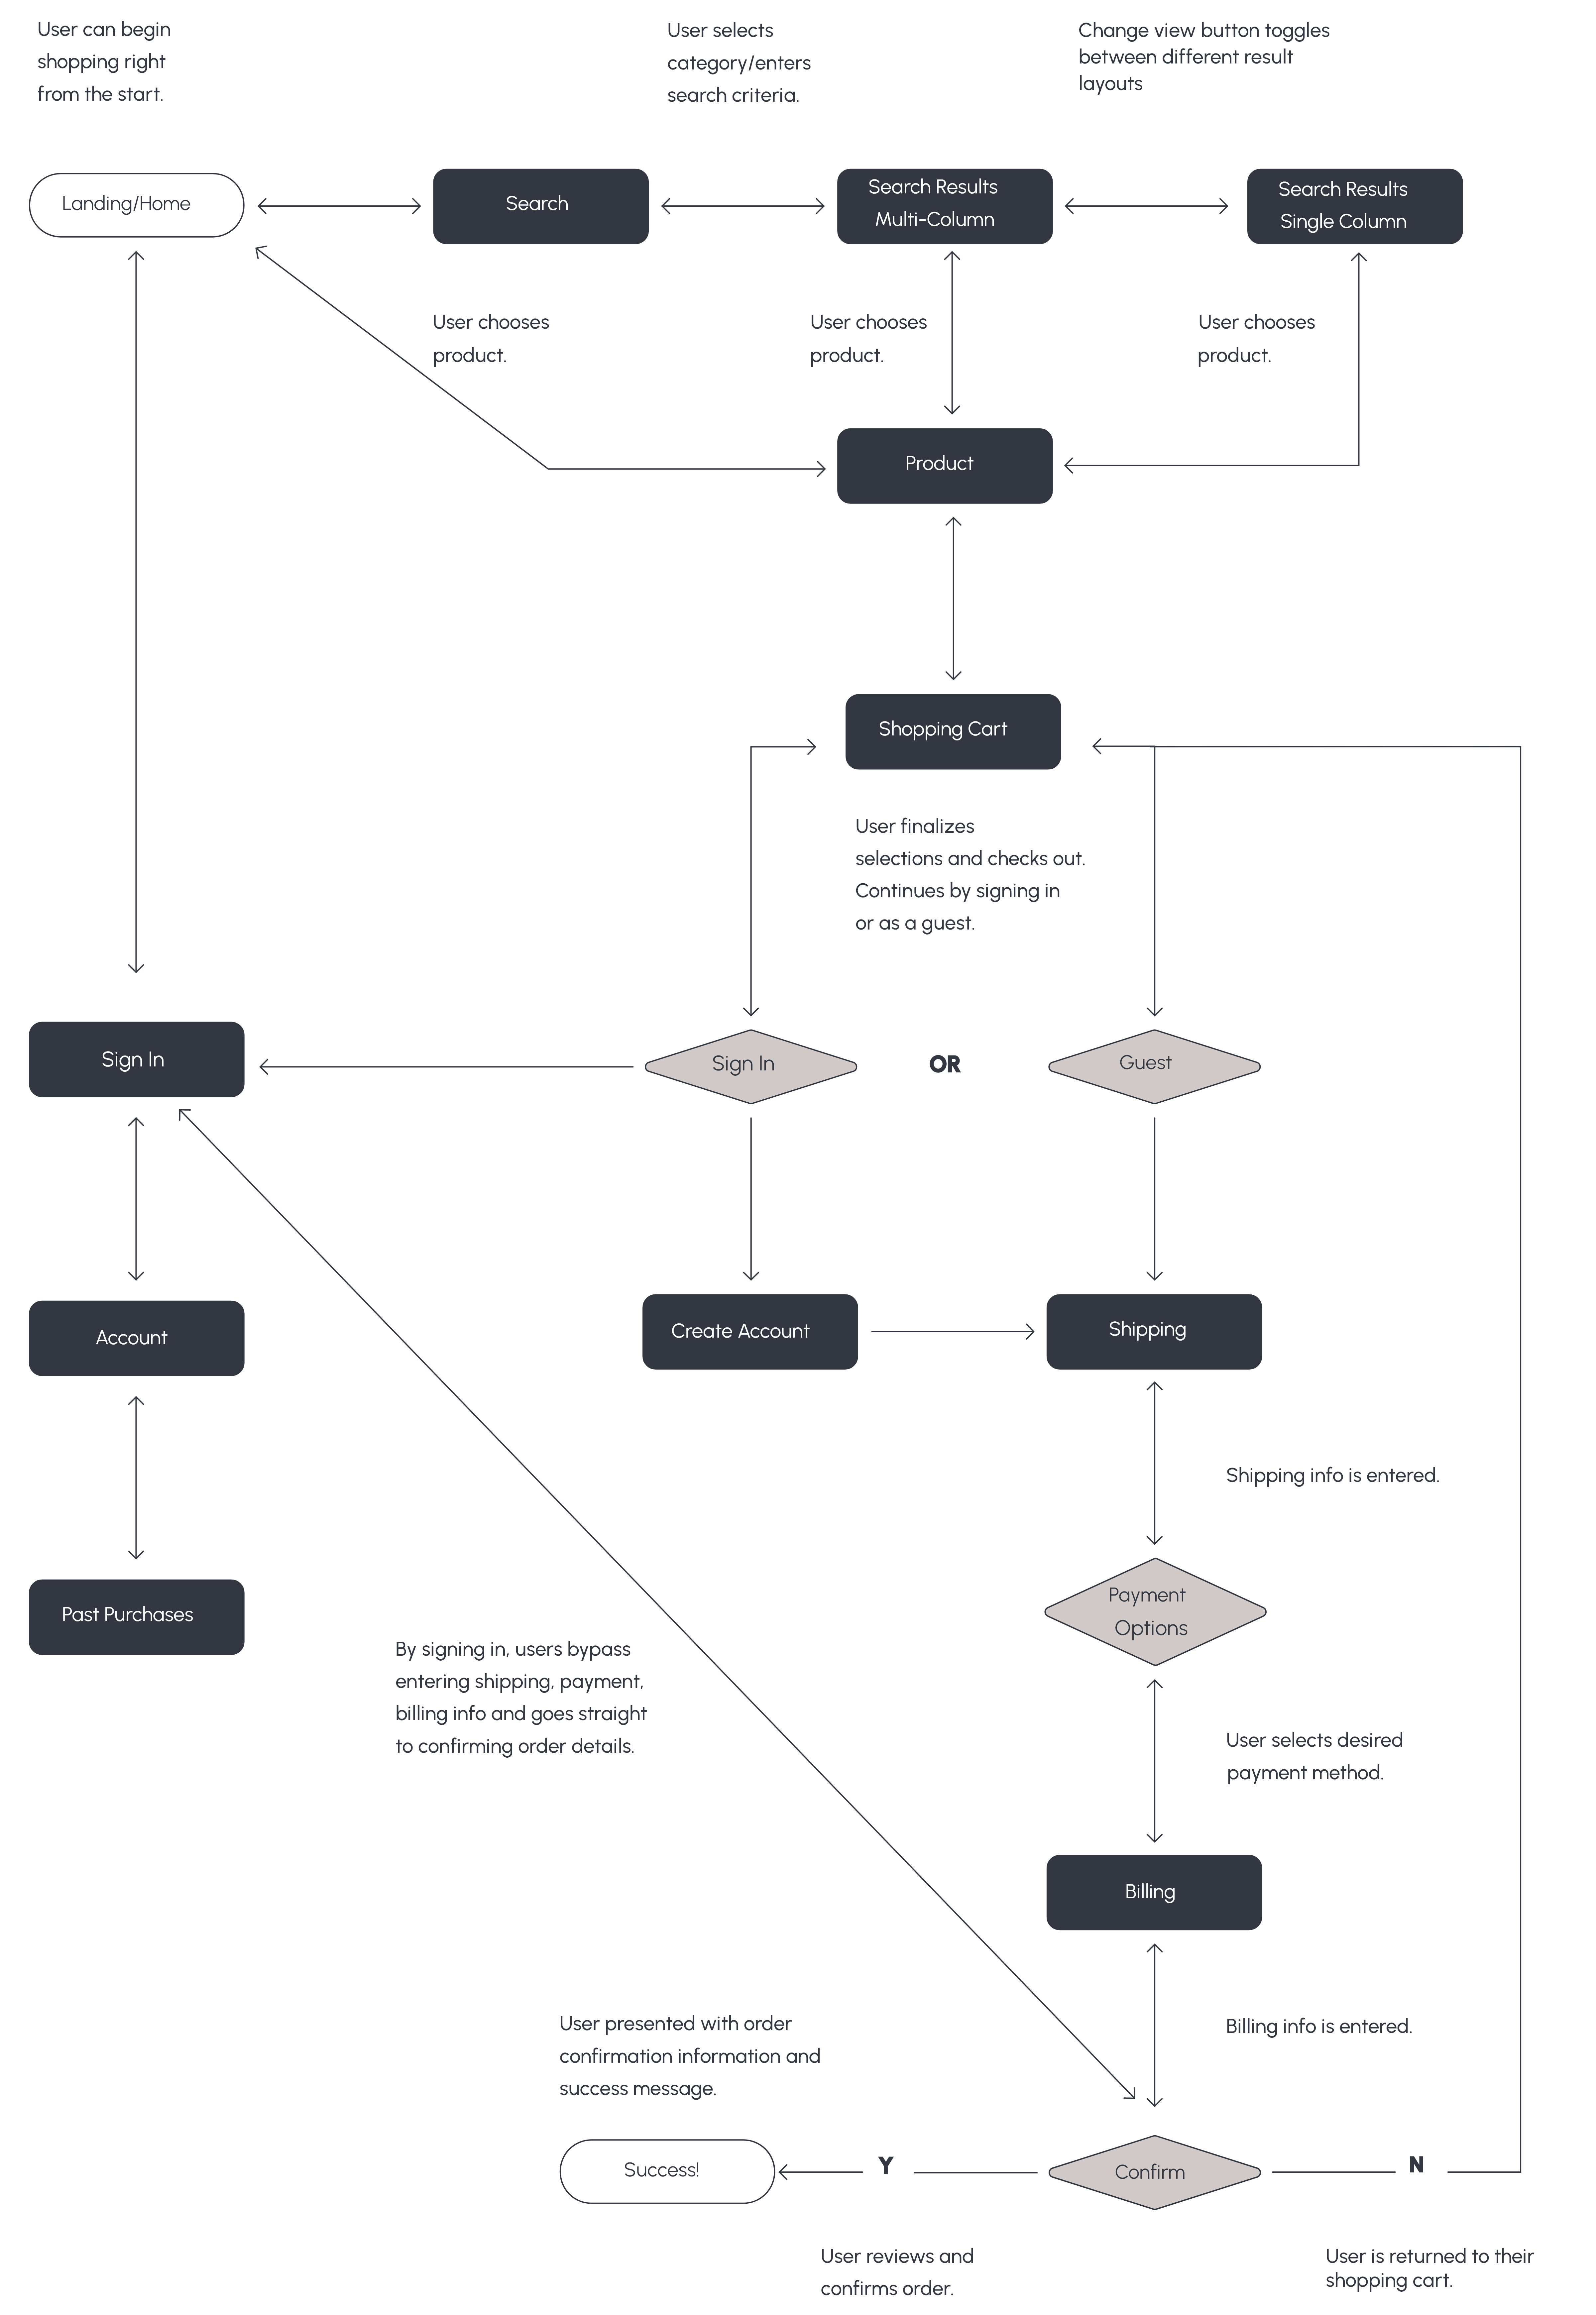 User can begin
shopping right
from the start.
User selects
category/enters
search criteria.
Change view button toggles
between different result
layouts
Landing/Home
Search
Search Results
Multi-Column
Search Results
Single Column
User chooses
product.
User chooses
product.
User chooses
product.
Product
Shopping Cart
User finalizes
selections and checks out.
Continues by signing in
or as a guest.
Sign In
Sign In
OR
Guest
Account
Create Account
Shipping
Shipping info is entered.
Payment
Options
Past Purchases
By signing in, users bypass
entering shipping, payment,
billing info and goes straight
to confirming order details.
User selects desired
payment method.
Billing
User presented with order
confirmation information and
success message.
Billing info is entered.
Success!
Y
Confirm
N
User reviews and
confirms order.
User is returned to their
shopping cart.